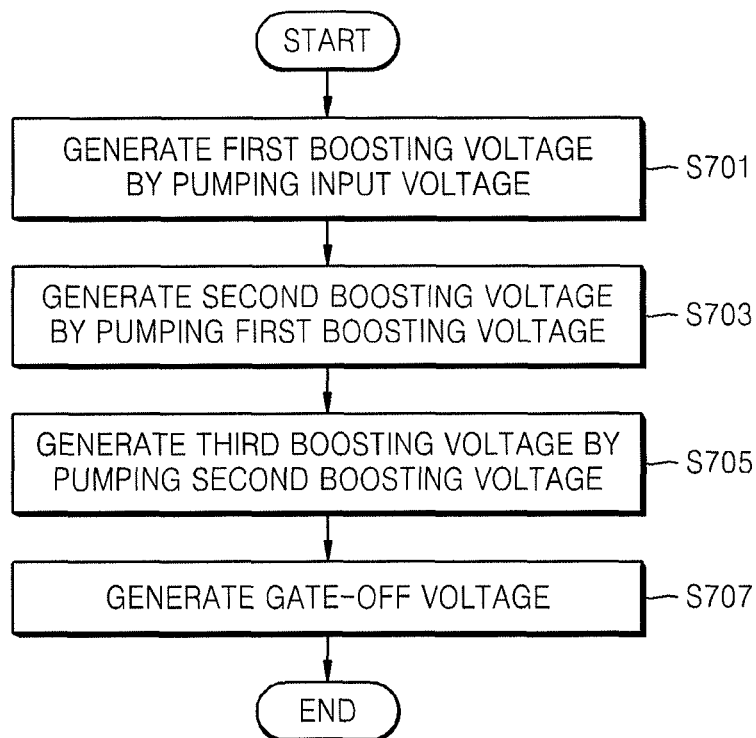 START
GENERATE FIRST BOOSTING VOLTAGE
BY PUMPING INPUT VOLTAGE
S701
GENERATE SECOND BOOSTING VOLTAGE
BY PUMPING FIRST BOOSTING VOLTAGE
S703
GENERATE THIRD BOOSTING VOLTAGE BY
PUMPING SECOND BOOSTING VOLTAGE
S705
GENERATE GATE-OFF VOLTAGE
S707
END